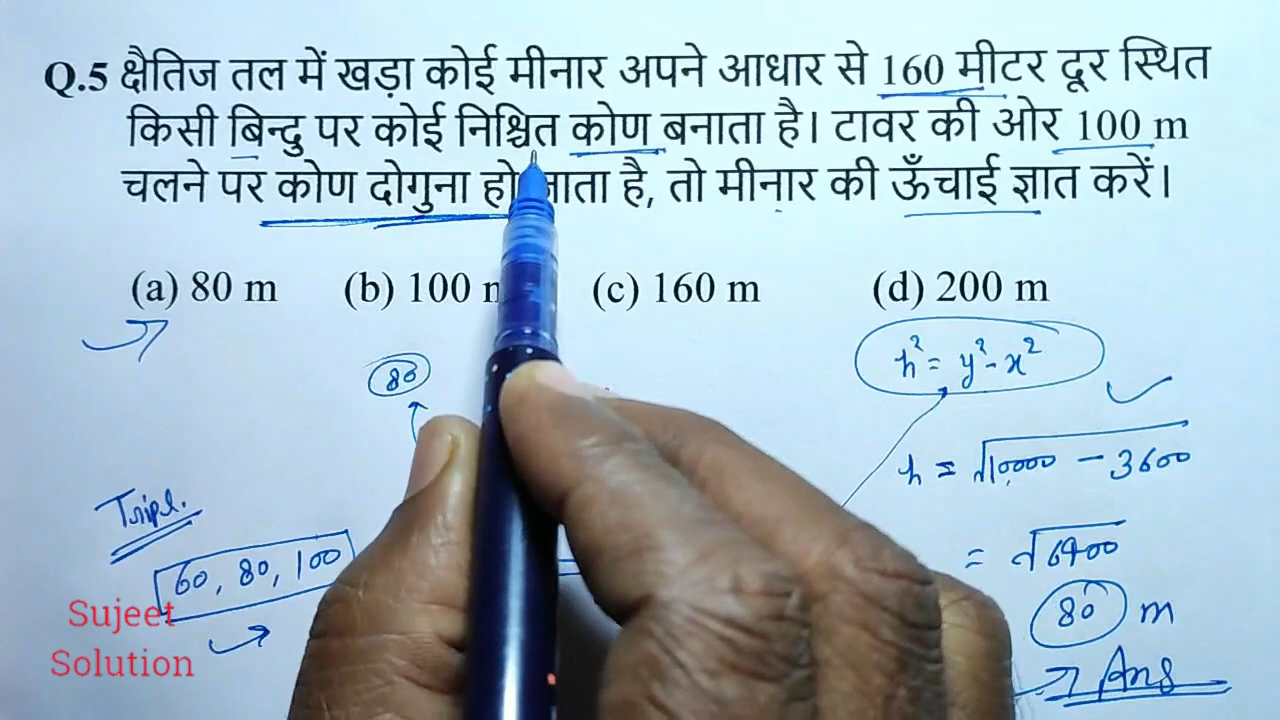 Q.5 क्षैतिज तल में खड़ा कोई मीनार अपने आधार से 160 मीटर दूर स्थित
किसी बिन्दु पर कोई निश्चित कोण बनाता है। टावर की ओर 100 m
चलने पर कोण दोगुना हो जाता है, तो मीनार की ऊँचाई ज्ञात करें।
(a) 80 m (b) 100 (c) 160 m (d) 200 m
80
h² = y² - x²
h = √10000 - 3600
= √6400
80 m
Ans
Tripl.
60, 80, 100
Sujeet
Solution